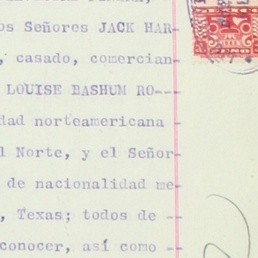 os Señores JACK HAR-
, casado, comercian-
LOUISE BASHUM RO---
dad norteamericana -
l Norte, y el Señor-
de nacionalidad me-
, Texas; todos de --
conocer, así como --